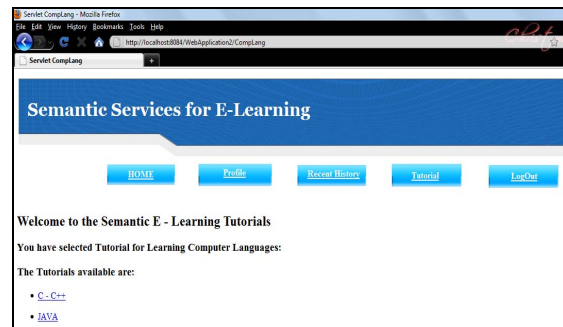 Servlet CompLang - Mozilla Firefox
File Edit View History Bookmarks Tools Help
http://localhost:8084/WebApplication2/CompLang
Servlet CompLang
Semantic Services for E-Learning
HOME Profile Recent History Tutorial LogOut
Welcome to the Semantic E - Learning Tutorials
You have selected Tutorial for Learning Computer Languages:
The Tutorials available are:
• C - C++
• JAVA